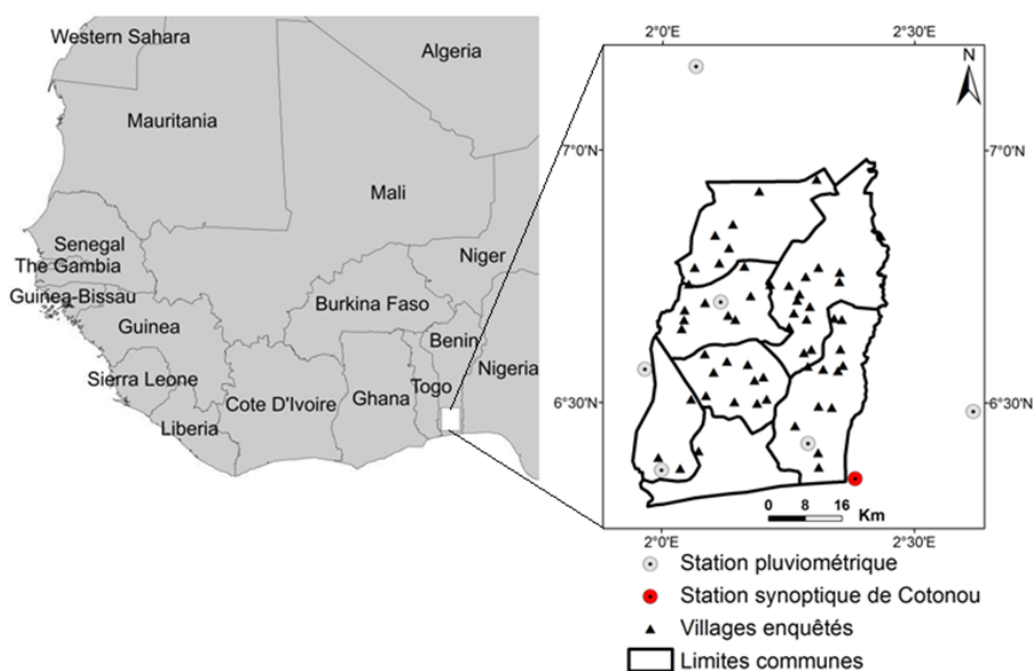 Western Sahara
Algeria
Mauritania
Mali
Niger
Senegal
The Gambia
Guinea-Bissau
Burkina Faso
Guinea
Benin
Nigeria
Sierra Leone
Togo
Ghana
Cote D'Ivoire
Liberia
2°0'E 2°30'E
N
7°0'N 7°0'N
6°30'N 6°30'N
0 8 16
Km
2°0'E 2°30'E
Station pluviométrique
Station synoptique de Cotonou
Villages enquêtés
Limites communes